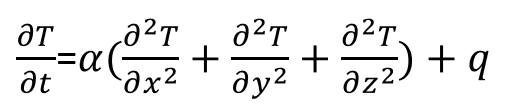 ∂T/∂t=α(∂²T/∂x² + ∂²T/∂y² + ∂²T/∂z²) + q